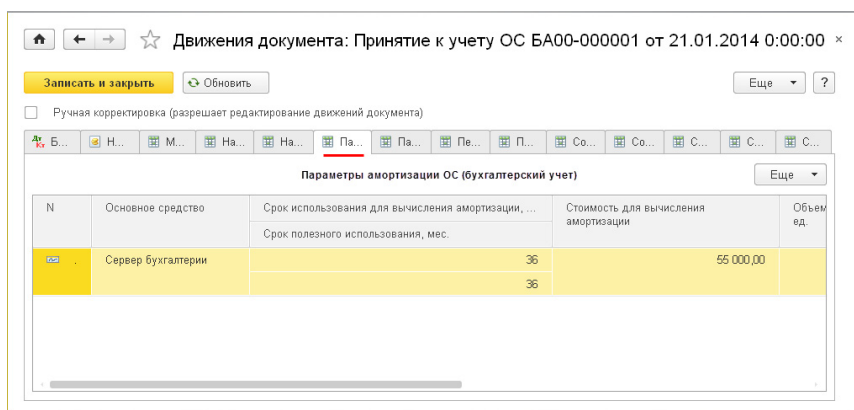 Движения документа: Принятие к учету ОС БА00-000001 от 21.01.2014 0:00:00 ×
Записать и закрыть Обновить Еще ?
Ручная корректировка (разрешает редактирование движений документа)
Дт Кт Б... Н... М... На... На... Па... Па... Пе... П... Со... Со... С... С... С...
Параметры амортизации ОС (бухгалтерский учет) Еще
N Основное средство Срок использования для вычисления амортизации, ... Стоимость для вычисления амортизации Объем ед.
Срок полезного использования, мес.
Сервер бухгалтерии 36 55 000,00
36